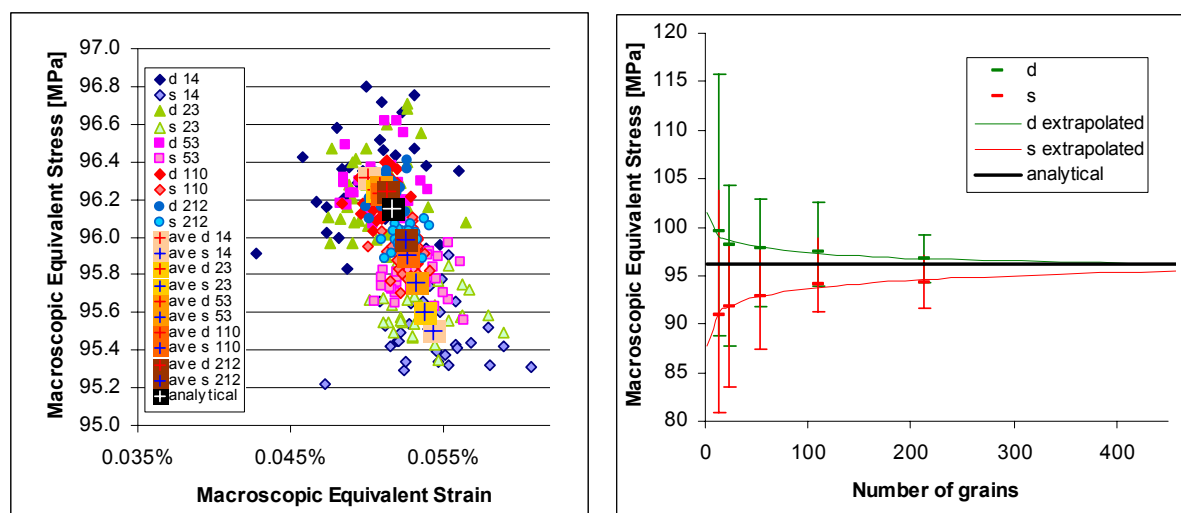 97.0
96.8
96.6
96.4
96.2
96.0
95.8
95.6
95.4
95.2
95.0
Macroscopic Equivalent Stress [MPa]
d 14
s 14
d 23
s 23
d 53
s 53
d 110
s 110
d 212
s 212
ave d 14
ave s 14
ave d 23
ave s 23
ave d 53
ave s 53
ave d 110
ave s 110
ave d 212
ave s 212
analytical
0.035%
0.045%
0.055%
Macroscopic Equivalent Strain
120
115
110
105
100
95
90
85
80
Macroscopic Equivalent Stress [MPa]
d
s
d extrapolated
s extrapolated
analytical
0
100
200
300
400
Number of grains